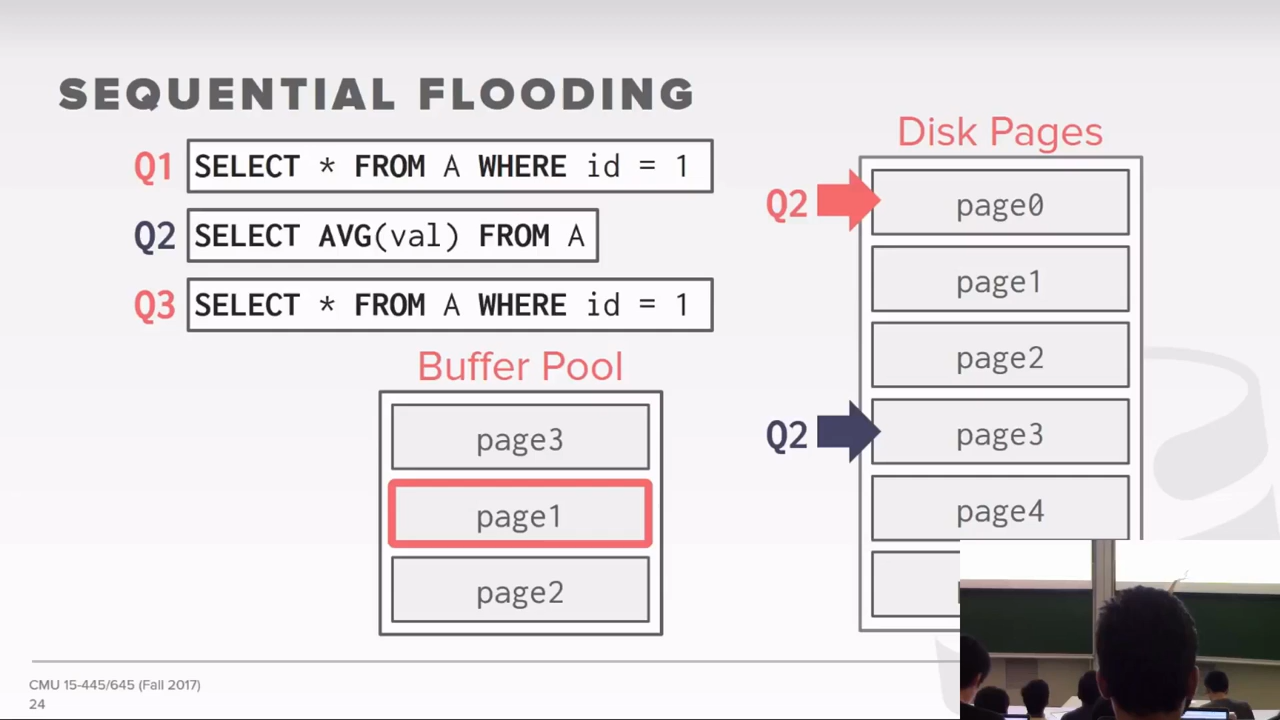 SEQUENTIAL FLOODING
Q1 SELECT * FROM A WHERE id = 1
Q2 SELECT AVG(val) FROM A
Q3 SELECT * FROM A WHERE id = 1
Buffer Pool
page3
page1
page2
Disk Pages
Q2 page0
page1
page2
Q2 page3
page4
CMU 15-445/645 (Fall 2017)
24